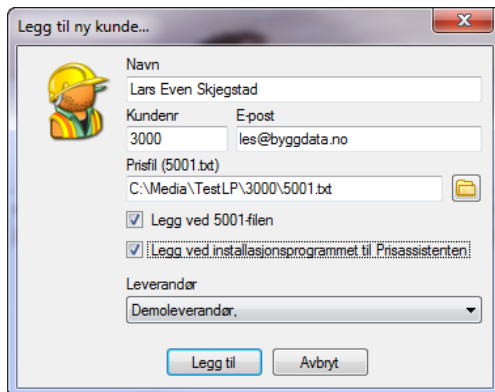 Legg til ny kunde...
Navn
Lars Even Skjegstad
Kundenr E-post
3000 les@byggdata.no
Prisfil (5001.txt)
C:\Media\TestLP\3000\5001.txt
Legg ved 5001-filen
Legg ved installasjonsprogrammet til Prisassistenten
Leverandør
Demoleverandør,
Legg til Avbryt